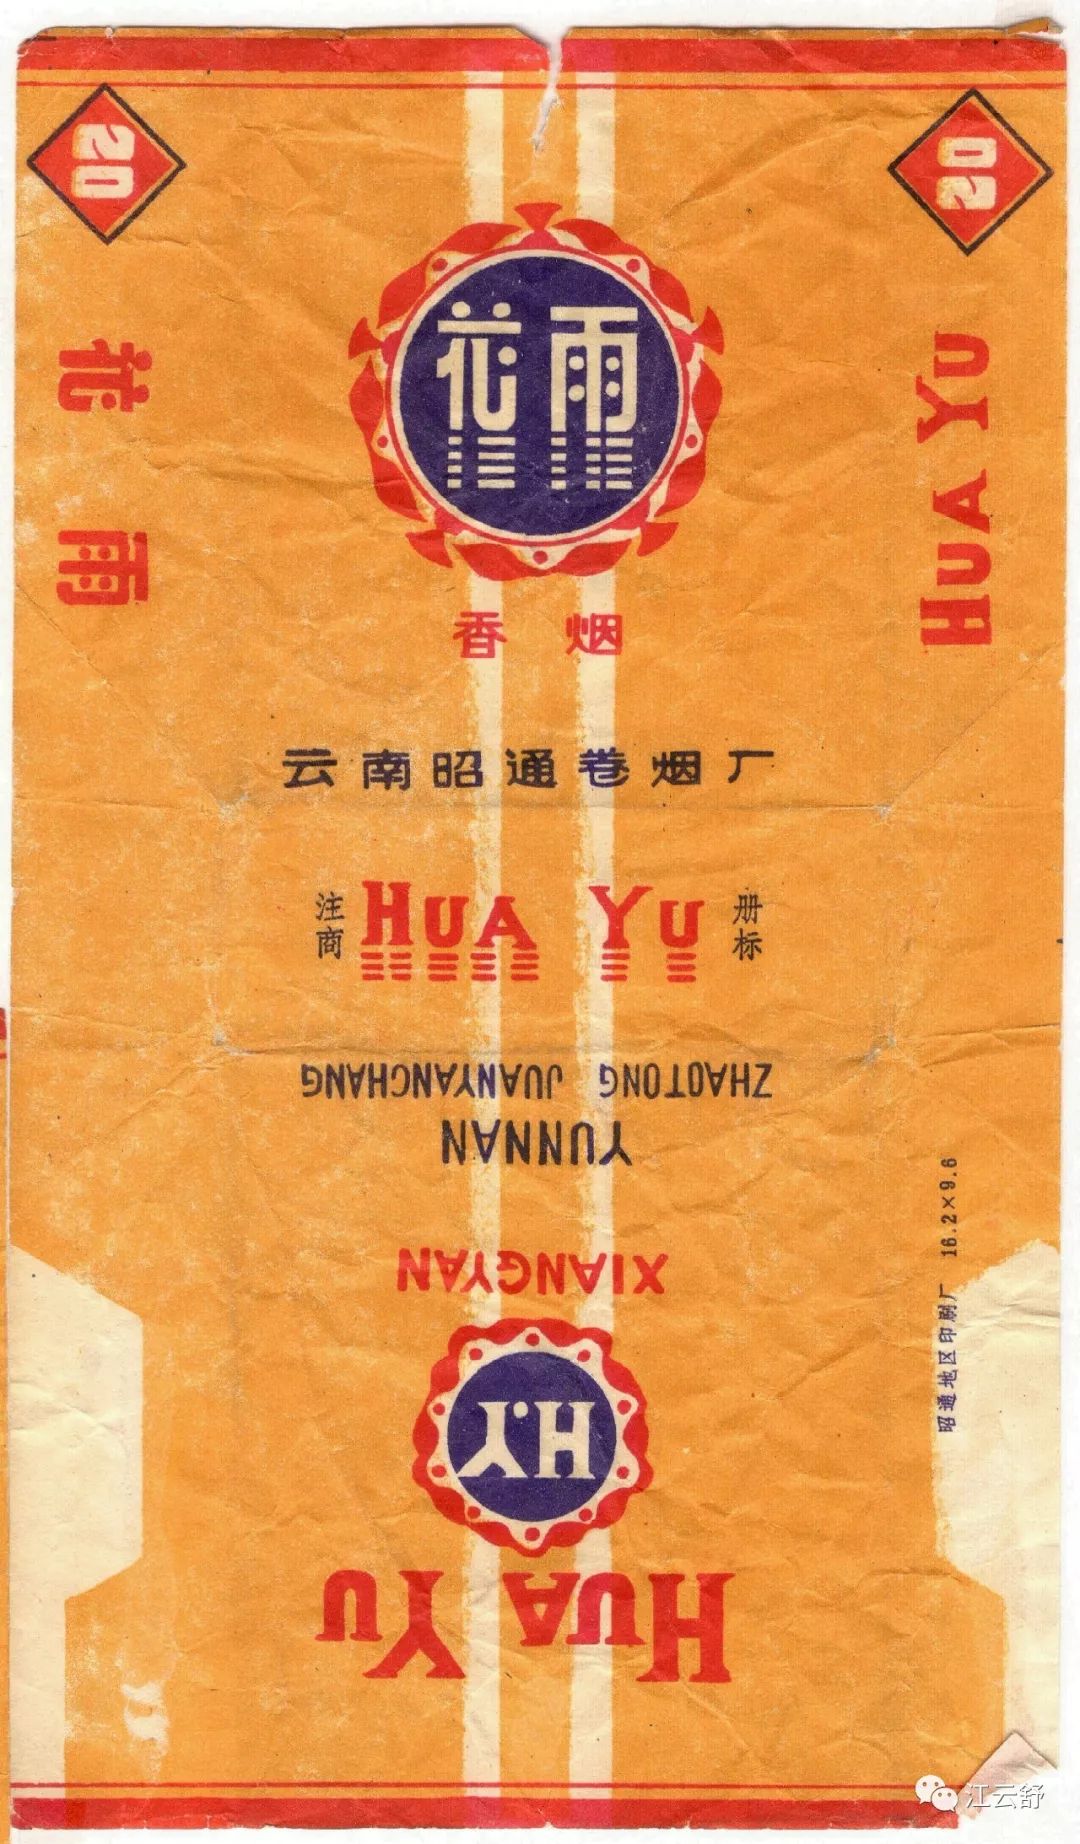 20
20
花雨
HUA YU
花雨
香烟
云南昭通卷烟厂
注册
商标
HUA YU
ZHAOTONG JUANYANCHANG
YUNNAN
XIANGYAN
H.Y
HUA YU
昭通地区印刷厂 16.2×9.6
江云舒